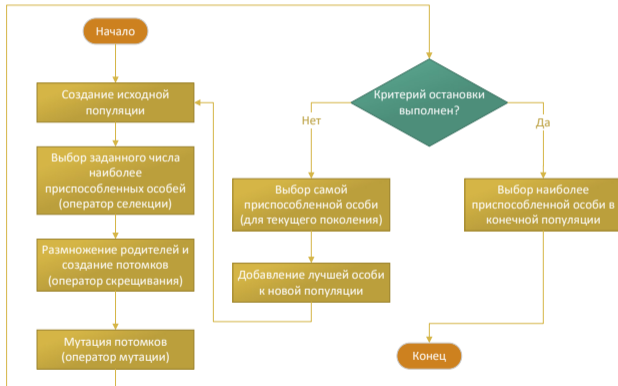 Начало
Создание исходной
популяции
Выбор заданного числа
наиболее
приспособленных особей
(оператор селекции)
Размножение родителей и
создание потомков
(оператор скрещивания)
Мутация потомков
(оператор мутации)
Критерий остановки
выполнен?
Нет
Да
Выбор самой
приспособленной особи
(для текущего поколения)
Добавление лучшей особи
к новой популяции
Выбор наиболее
приспособленной особи в
конечной популяции
Конец